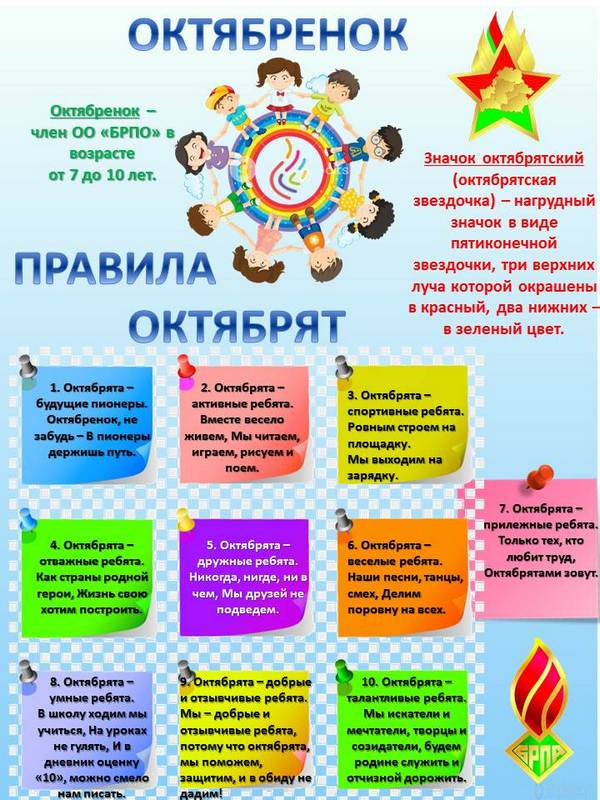 ОКТЯБРЕНОК
Октябренок –
член ОО «БРПО» в
возрасте
от 7 до 10 лет.
Значок октябрятский
(октябрятская
звездочка) – нагрудный
значок в виде
пятиконечной
звездочки, три верхних
луча которой окрашены
в красный, два нижних –
в зеленый цвет.
ПРАВИЛА
ОКТЯБРЯТ
1. Октябрята –
будущие пионеры.
Октябренок, не
забудь – В пионеры
держишь путь.
2. Октябрята –
активные ребята.
Вместе весело
живем, Мы читаем,
играем, рисуем и
поем.
3. Октябрята –
спортивные ребята.
Ровным строем на
площадку.
Мы выходим на
зарядку.
4. Октябрята –
отважные ребята.
Как страны родной
герои, Жизнь свою
хотим построить.
5. Октябрята –
дружные ребята.
Никогда, нигде, ни в
чем, Мы друзей не
подведем.
6. Октябрята –
веселые ребята.
Наши песни, танцы,
смех, Делим
поровну на всех.
7. Октябрята –
прилежные ребята.
Только тех, кто
любит труд,
Октябрятами зовут.
8. Октябрята –
умные ребята.
В школу ходим мы
учиться, На уроках
не гулять, И в
дневник оценку
«10», можно смело
нам писать.
9. Октябрята – добрые
и отзывчивые ребята.
Мы – добрые и
отзывчивые ребята,
потому что октябрята,
мы поможем,
защитим, и в обиду не
дадим!
10. Октябрята –
талантливые ребята.
Мы искатели и
мечтатели, творцы и
созидатели, будем
родине служить и
отчизной дорожить.
БРПО